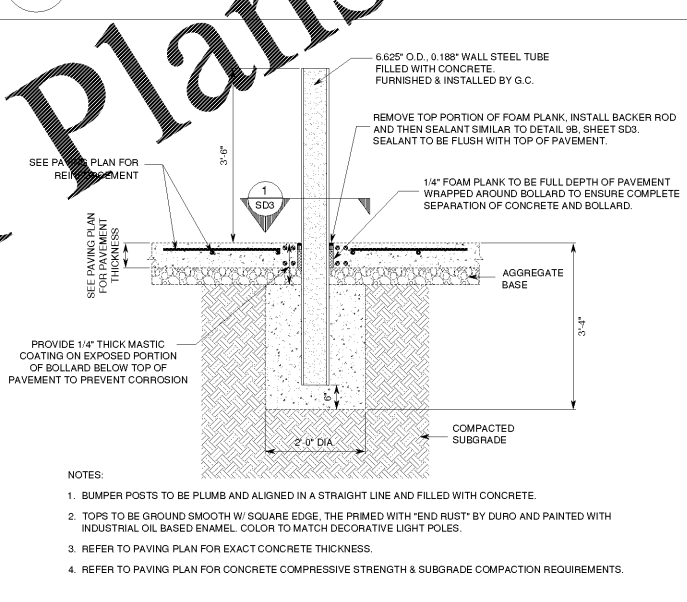 Plans
6.625" O.D., 0.188" WALL STEEL TUBE
FILLED WITH CONCRETE.
FURNISHED & INSTALLED BY G.C.
REMOVE TOP PORTION OF FOAM PLANK, INSTALL BACKER ROD
AND THEN SEALANT SIMILAR TO DETAIL 9B, SHEET SD3.
SEALANT TO BE FLUSH WITH TOP OF PAVEMENT.
3'-6"
SEE PAVING PLAN FOR
REINFORCEMENT
1/4" FOAM PLANK TO BE FULL DEPTH OF PAVEMENT
WRAPPED AROUND BOLLARD TO ENSURE COMPLETE
SEPARATION OF CONCRETE AND BOLLARD.
1
SD3
SEE PAVING PLAN
FOR PAVEMENT
THICKNESS
AGGREGATE
BASE
3'-4"
PROVIDE 1/4" THICK MASTIC
COATING ON EXPOSED PORTION
OF BOLLARD BELOW TOP OF
PAVEMENT TO PREVENT CORROSION
6"
2'-0" DIA.
COMPACTED
SUBGRADE
NOTES:
1. BUMPER POSTS TO BE PLUMB AND ALIGNED IN A STRAIGHT LINE AND FILLED WITH CONCRETE.
2. TOPS TO BE GROUND SMOOTH W/ SQUARE EDGE, THE PRIMED WITH "END RUST" BY DURO AND PAINTED WITH
INDUSTRIAL OIL BASED ENAMEL. COLOR TO MATCH DECORATIVE LIGHT POLES.
3. REFER TO PAVING PLAN FOR EXACT CONCRETE THICKNESS.
4. REFER TO PAVING PLAN FOR CONCRETE COMPRESSIVE STRENGTH & SUBGRADE COMPACTION REQUIREMENTS.